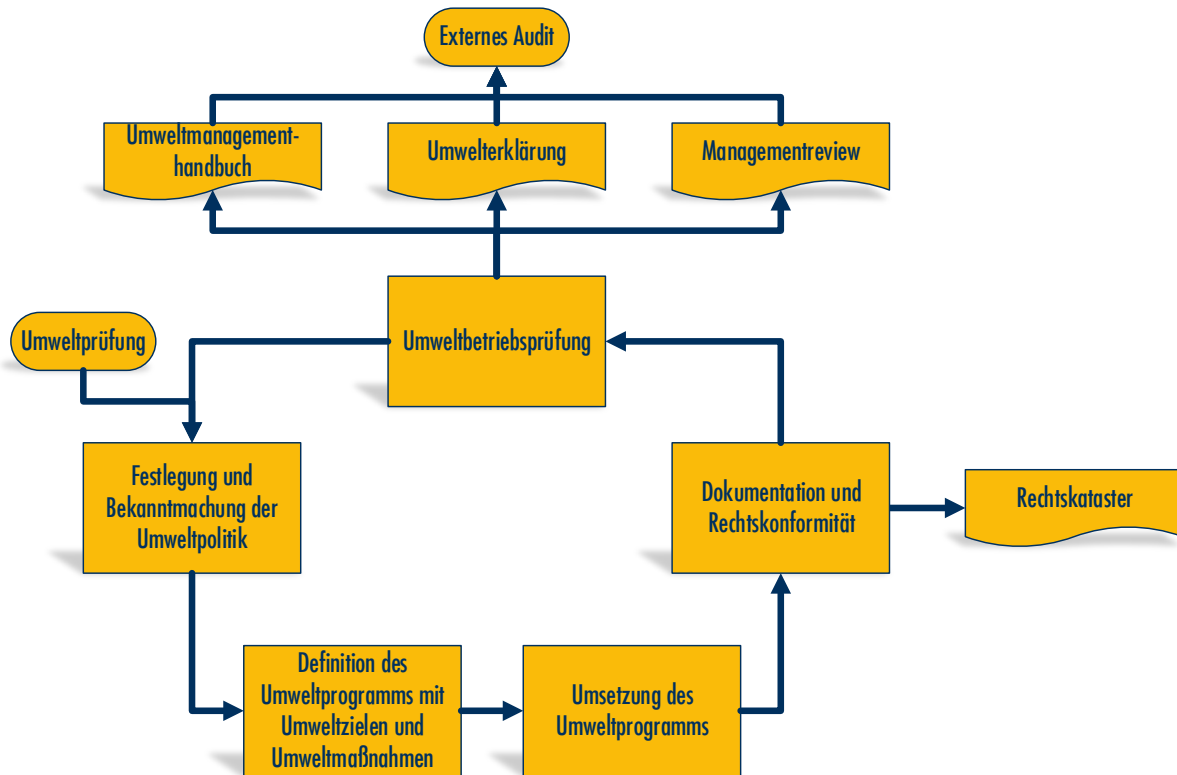 Externes Audit
Umweltmanagement-
handbuch
Umwelterklärung
Managementreview
Umweltprüfung
Umweltbetriebsprüfung
Festlegung und
Bekanntmachung der
Umweltpolitik
Dokumentation und
Rechtskonformität
Rechtskataster
Definition des
Umweltprogramms mit
Umweltzielen und
Umweltmaßnahmen
Umsetzung des
Umweltprogramms